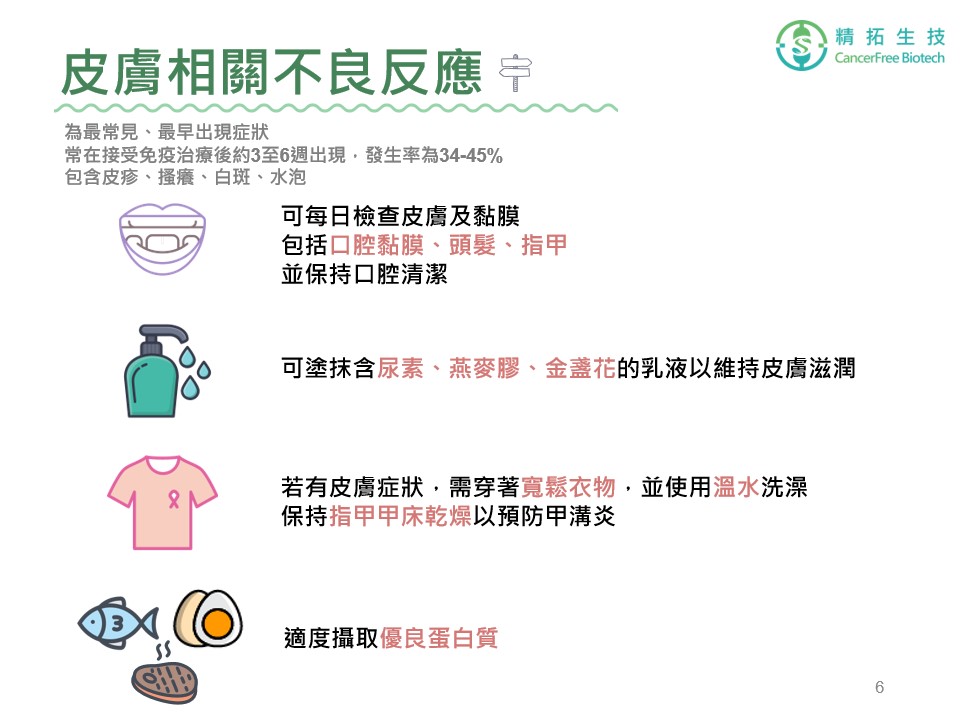 精拓生技
CancerFree Biotech
皮膚相關不良反應
為最常見、最早出現症狀
常在接受免疫治療後約3至6週出現，發生率為34-45%
包含皮疹、搔癢、白斑、水泡
可每日檢查皮膚及黏膜
包括口腔黏膜、頭髮、指甲
並保持口腔清潔
可塗抹含尿素、燕麥膠、金盞花的乳液以維持皮膚滋潤
若有皮膚症狀，需穿著寬鬆衣物，並使用溫水洗澡
保持指甲甲床乾燥以預防甲溝炎
3
適度攝取優良蛋白質
6